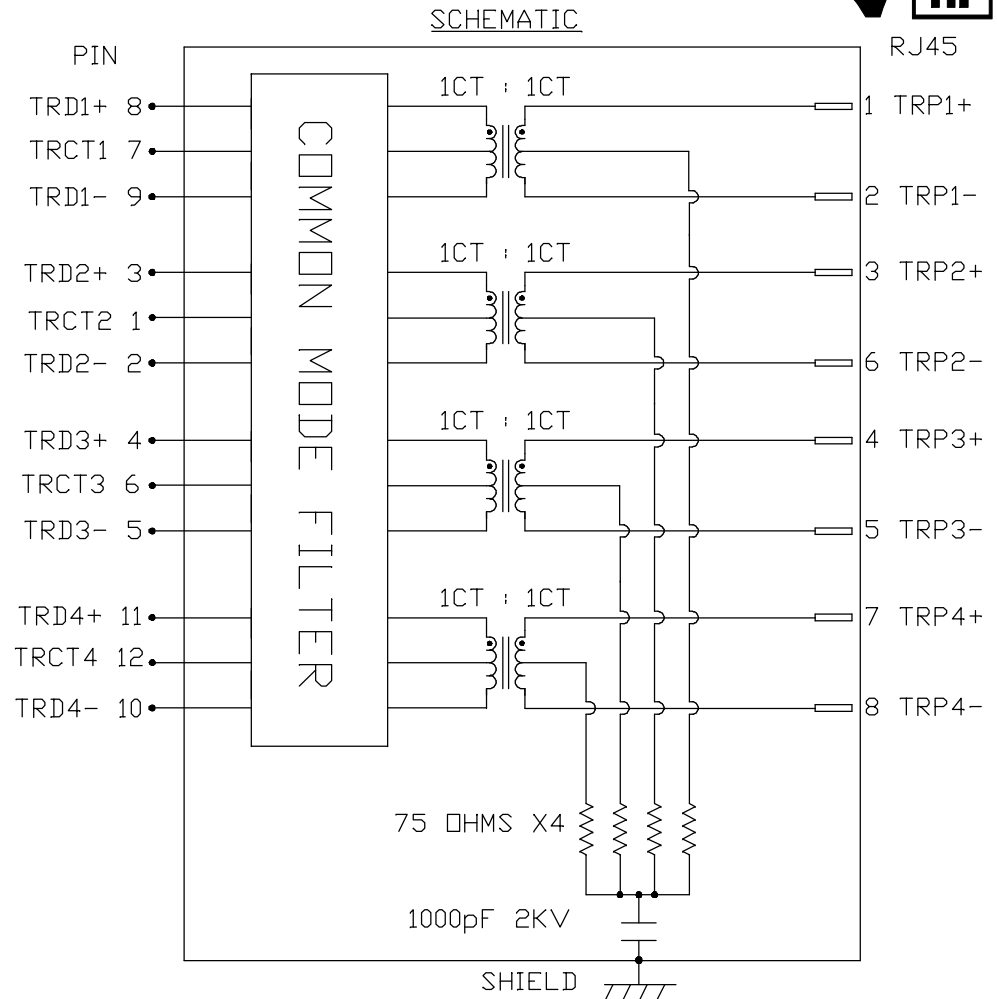 SCHEMATIC
PIN
RJ45
1CT : 1CT
TRD1+ 8
1 TRP1+
TRCT1 7
TRD1- 9
2 TRP1-
1CT : 1CT
TRD2+ 3
3 TRP2+
TRCT2 1
TRD2- 2
6 TRP2-
1CT : 1CT
TRD3+ 4
4 TRP3+
TRCT3 6
TRD3- 5
5 TRP3-
1CT : 1CT
TRD4+ 11
7 TRP4+
TRCT4 12
TRD4- 10
8 TRP4-
COMMON MODE FILTER
75 OHMS X4
1000pF 2KV
SHIELD